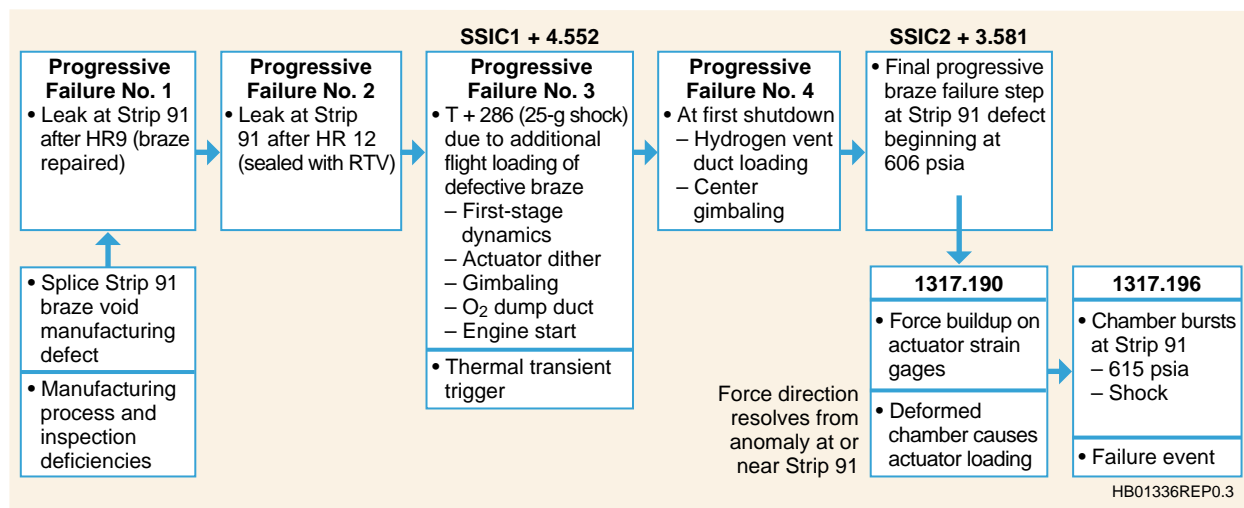 SSIC1 + 4.552
SSIC2 + 3.581
Progressive
Failure No. 1
• Leak at Strip 91
after HR9 (braze
repaired)
Progressive
Failure No. 2
• Leak at Strip
91 after HR 12
(sealed with RTV)
Progressive
Failure No. 3
• T + 286 (25-g shock)
due to additional
flight loading of
defective braze
– First-stage
dynamics
– Actuator dither
– Gimbaling
– O2 dump duct
– Engine start
• Thermal transient
trigger
Progressive
Failure No. 4
• At first shutdown
– Hydrogen vent
duct loading
– Center
gimbaling
• Final progressive
braze failure step
at Strip 91 defect
beginning at
606 psia
• Splice Strip 91
braze void
manufacturing
defect
• Manufacturing
process and
inspection
deficiencies
Force direction
resolves from
anomaly at or
near Strip 91
1317.190
• Force buildup on
actuator strain
gages
• Deformed
chamber causes
actuator loading
1317.196
• Chamber bursts
at Strip 91
– 615 psia
– Shock
• Failure event
HB01336REP0.3